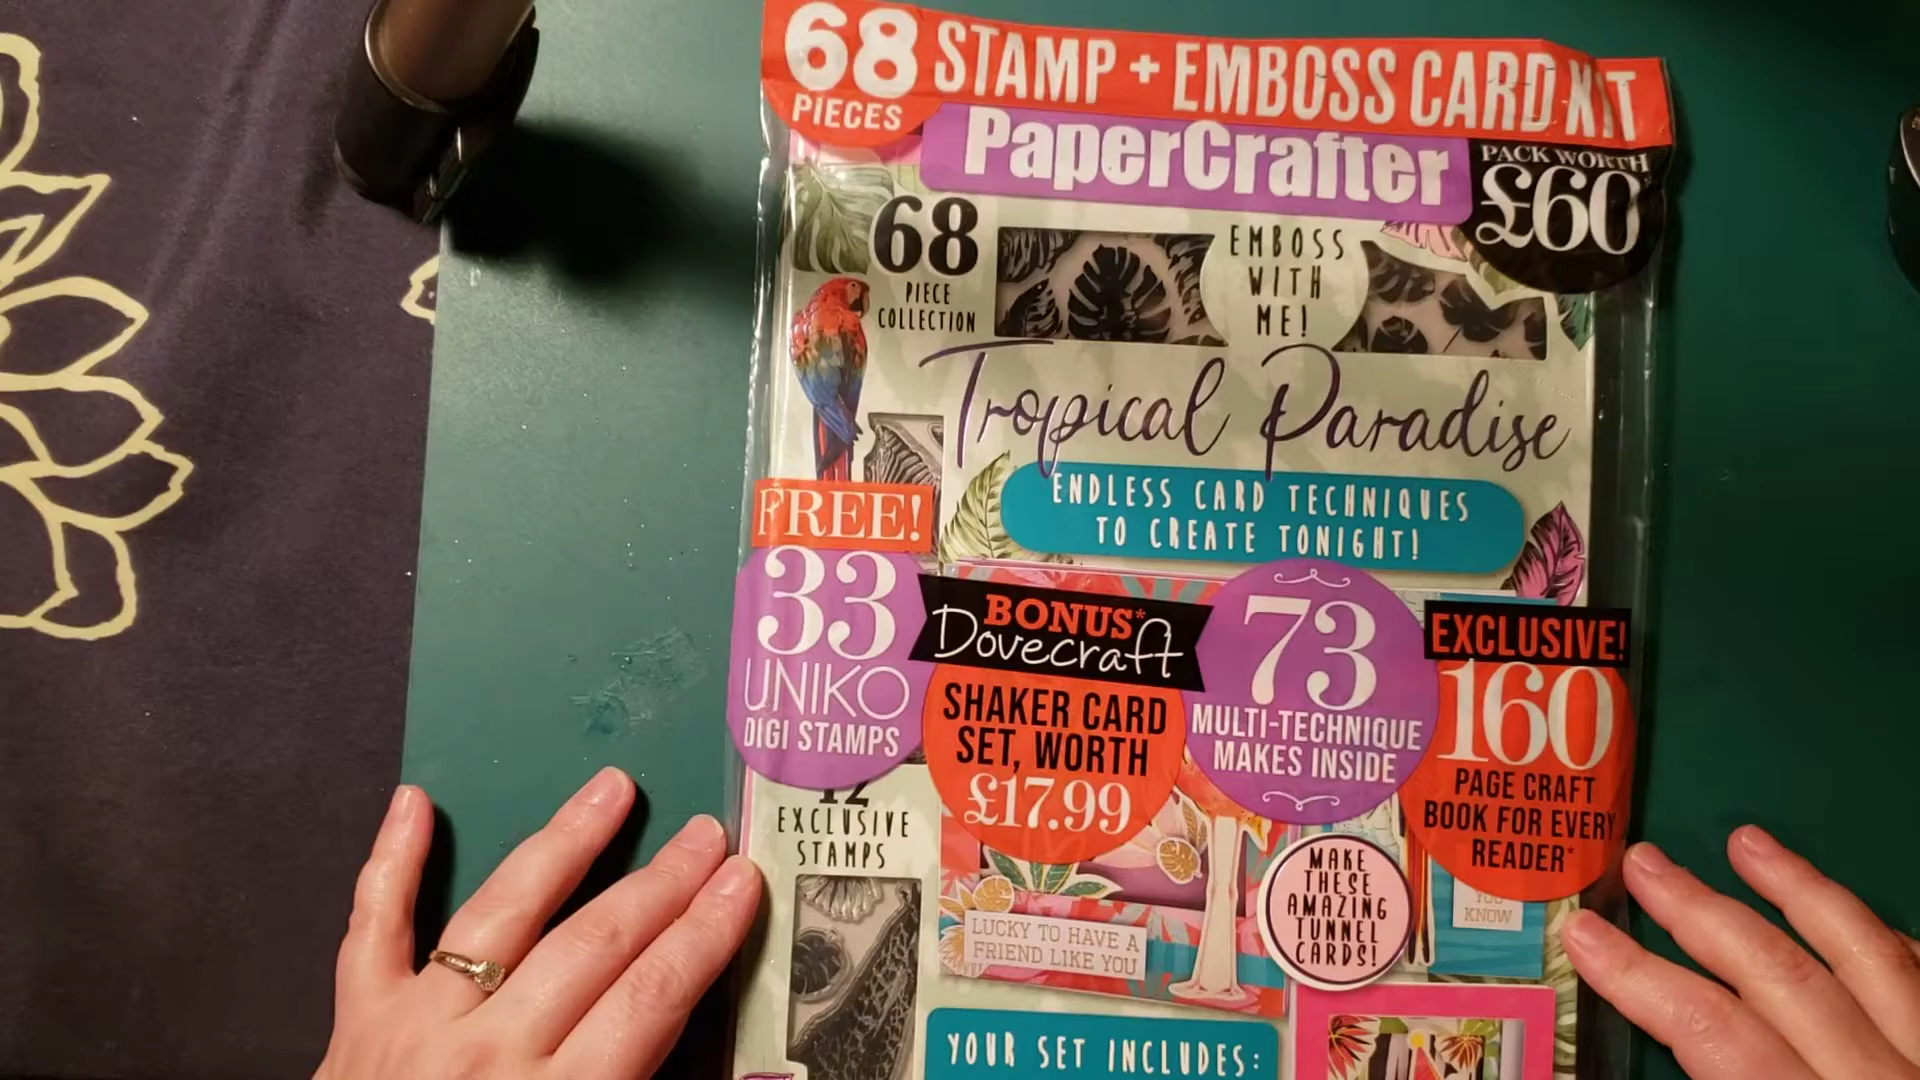 68 STAMP + EMBOSS CARD KIT
PIECES
PaperCrafter
PACK WORTH
£60
68
PIECE
COLLECTION
EMBOSS
WITH
ME!
Tropical Paradise
ENDLESS CARD TECHNIQUES
TO CREATE TONIGHT!
FREE!
33
UNIKO
DIGI STAMPS
BONUS*
Dovecraft
SHAKER CARD
SET, WORTH
£17.99
73
MULTI-TECHNIQUE
MAKES INSIDE
EXCLUSIVE!
160
PAGE CRAFT
BOOK FOR EVERY
READER*
12
EXCLUSIVE
STAMPS
LUCKY TO HAVE A
FRIEND LIKE YOU
MAKE
THESE
AMAZING
TUNNEL
CARDS!
YOU
KNOW
YOUR SET INCLUDES: